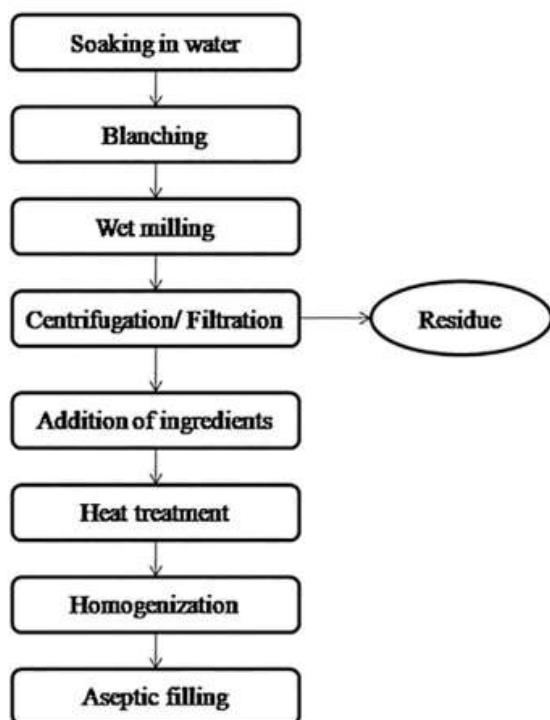 Soaking in water
Blanching
Wet milling
Centrifugation/ Filtration
Residue
Addition of ingredients
Heat treatment
Homogenization
Aseptic filling